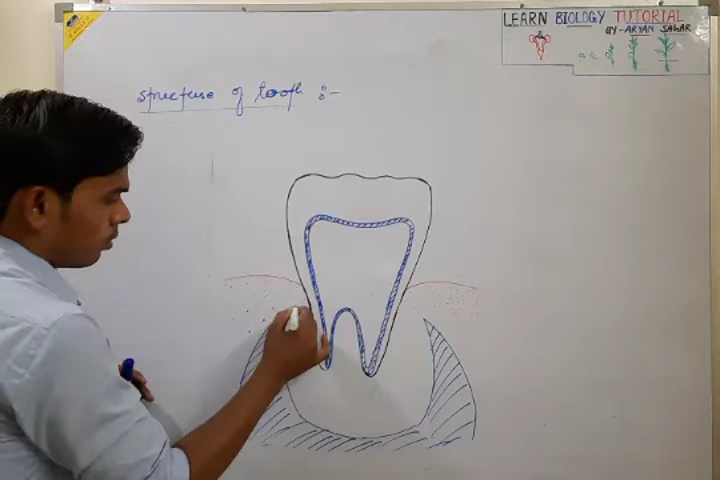 LEARN BIOLOGY TUTORIAL
BY-ARYAN SAGAR
structure of tooth :-